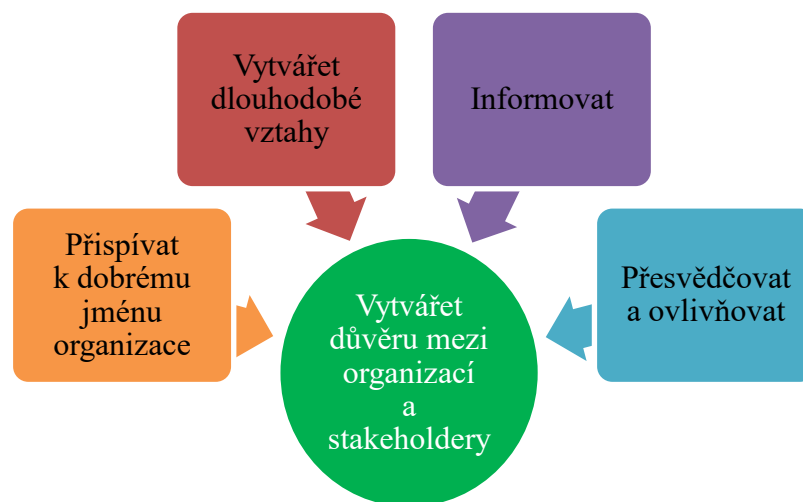 Vytvářet
dlouhodobé
vztahy
Informovat
Přispívat
k dobrému
jménu
organizace
Přesvědčovat
a ovlivňovat
Vytvářet
důvěru mezi
organizací
a
stakeholdery